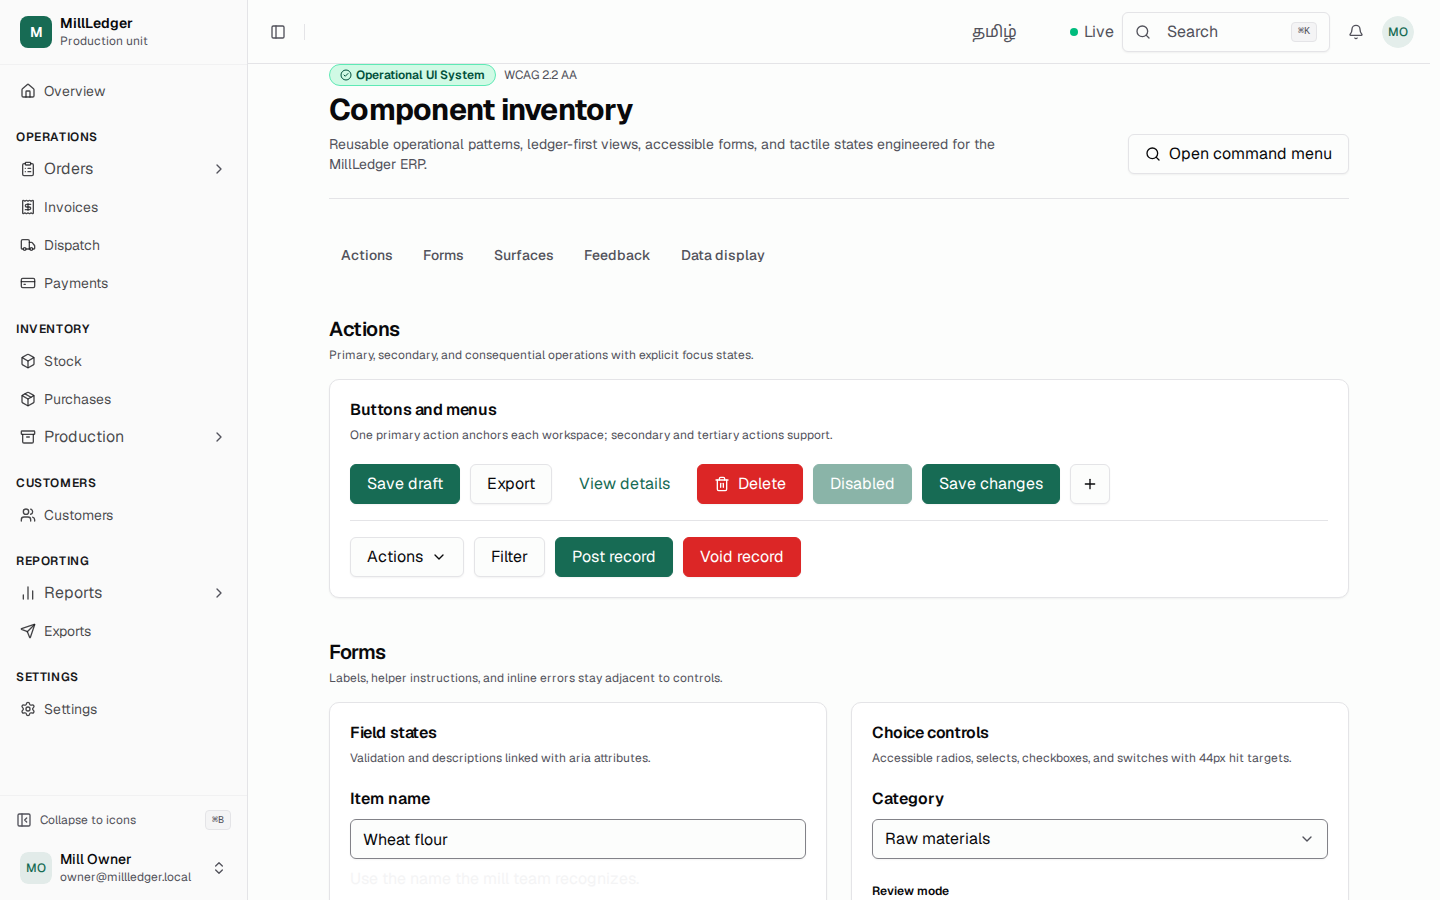 M
MillLedger
Production unit
Overview
OPERATIONS
Orders
Invoices
Dispatch
Payments
INVENTORY
Stock
Purchases
Production
CUSTOMERS
Customers
REPORTING
Reports
Exports
SETTINGS
Settings
Collapse to icons ⌘B
MO
Mill Owner
owner@millledger.local
தமிழ்
Live
Search ⌘K
MO
Operational UI System WCAG 2.2 AA
Component inventory
Reusable operational patterns, ledger-first views, accessible forms, and tactile states engineered for the
MillLedger ERP.
Open command menu
Actions Forms Surfaces Feedback Data display
Actions
Primary, secondary, and consequential operations with explicit focus states.
Buttons and menus
One primary action anchors each workspace; secondary and tertiary actions support.
Save draft Export View details Delete Disabled Save changes
Actions Filter Post record Void record
Forms
Labels, helper instructions, and inline errors stay adjacent to controls.
Field states
Validation and descriptions linked with aria attributes.
Item name
Wheat flour
Use the name the mill team recognizes.
Choice controls
Accessible radios, selects, checkboxes, and switches with 44px hit targets.
Category
Raw materials
Review mode